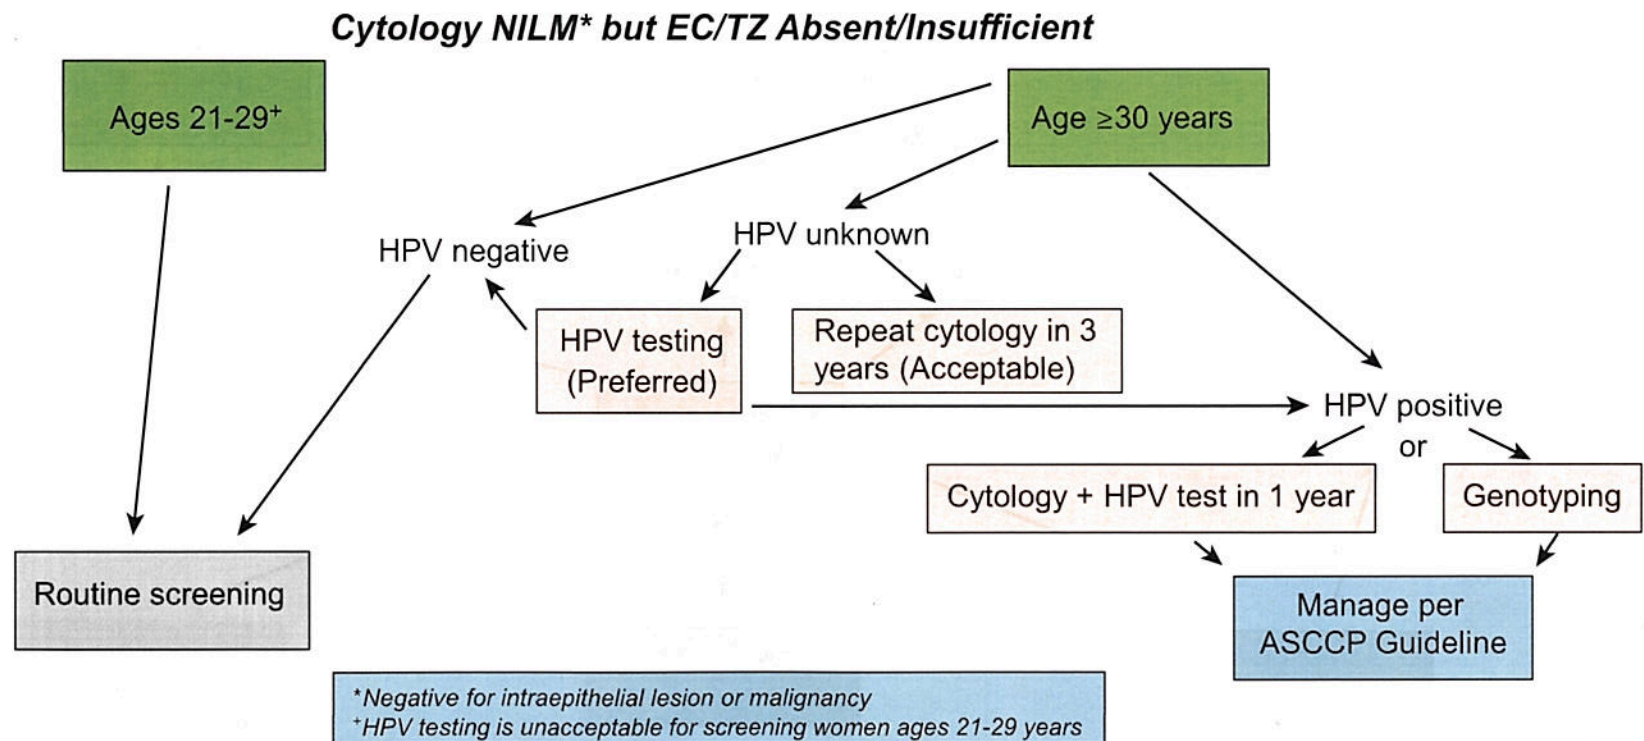 Cytology NILM* but EC/TZ Absent/Insufficient
Ages 21-29+
Age ≥30 years
HPV negative
HPV unknown
HPV testing
(Preferred)
Repeat cytology in 3
years (Acceptable)
HPV positive
or
Cytology + HPV test in 1 year
Genotyping
Routine screening
Manage per
ASCCP Guideline
*Negative for intraepithelial lesion or malignancy
+HPV testing is unacceptable for screening women ages 21-29 years